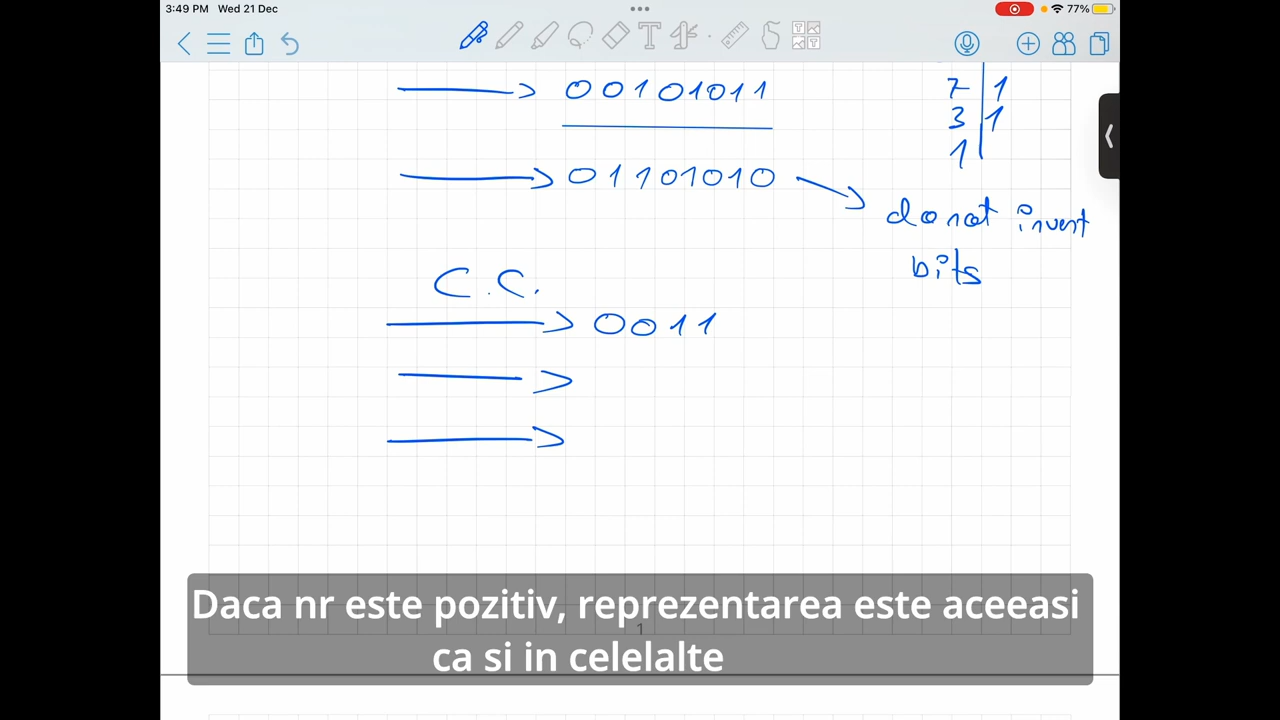 3:49 PM Wed 21 Dec
77%
00101011
7 1
3 1
1
01101010
do not invert
bits
C.C.
0011
1
Daca nr este pozitiv, reprezentarea este aceeasi
ca si in celelalte